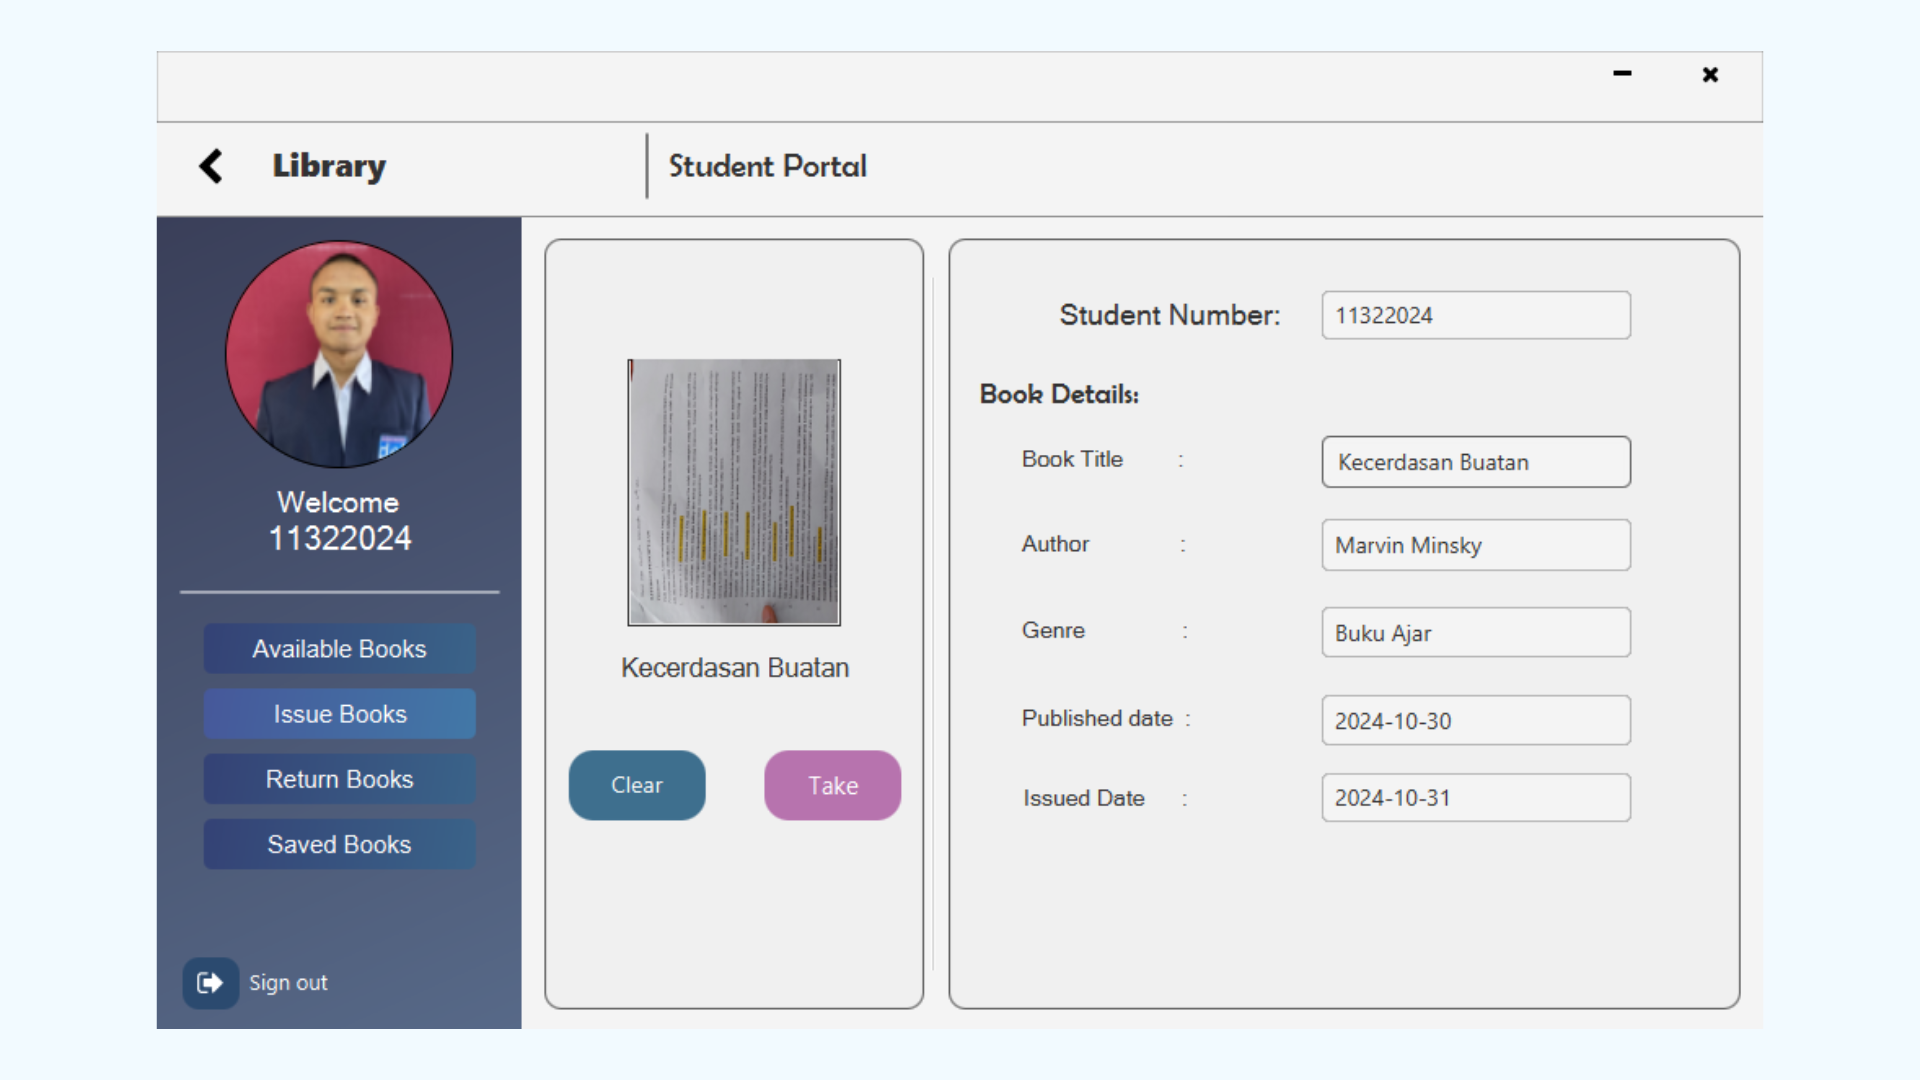 Library
Student Portal
Welcome
11322024
Available Books
Issue Books
Return Books
Saved Books
Sign out
Kecerdasan Buatan
Clear
Take
Student Number: 11322024
Book Details:
Book Title : Kecerdasan Buatan
Author : Marvin Minsky
Genre : Buku Ajar
Published date : 2024-10-30
Issued Date : 2024-10-31